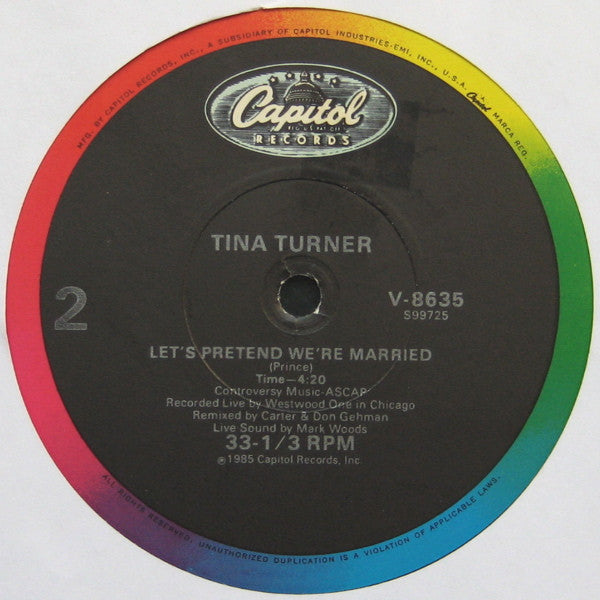 MFG. BY CAPITOL RECORDS, INC., A SUBSIDIARY OF CAPITOL INDUSTRIES-EMI, INC., U.S.A. Capitol MARCA REG.
Capitol
RECORDS
TINA TURNER
2
V-8635
S99725
LET'S PRETEND WE'RE MARRIED
(Prince)
Time–4:20
Controversy Music-ASCAP
Recorded Live by Westwood One in Chicago
Remixed by Carter & Don Gehman
Live Sound by Mark Woods
33-1/3 RPM
℗1985 Capitol Records, Inc.
ALL RIGHTS RESERVED. UNAUTHORIZED DUPLICATION IS A VIOLATION OF APPLICABLE LAWS.